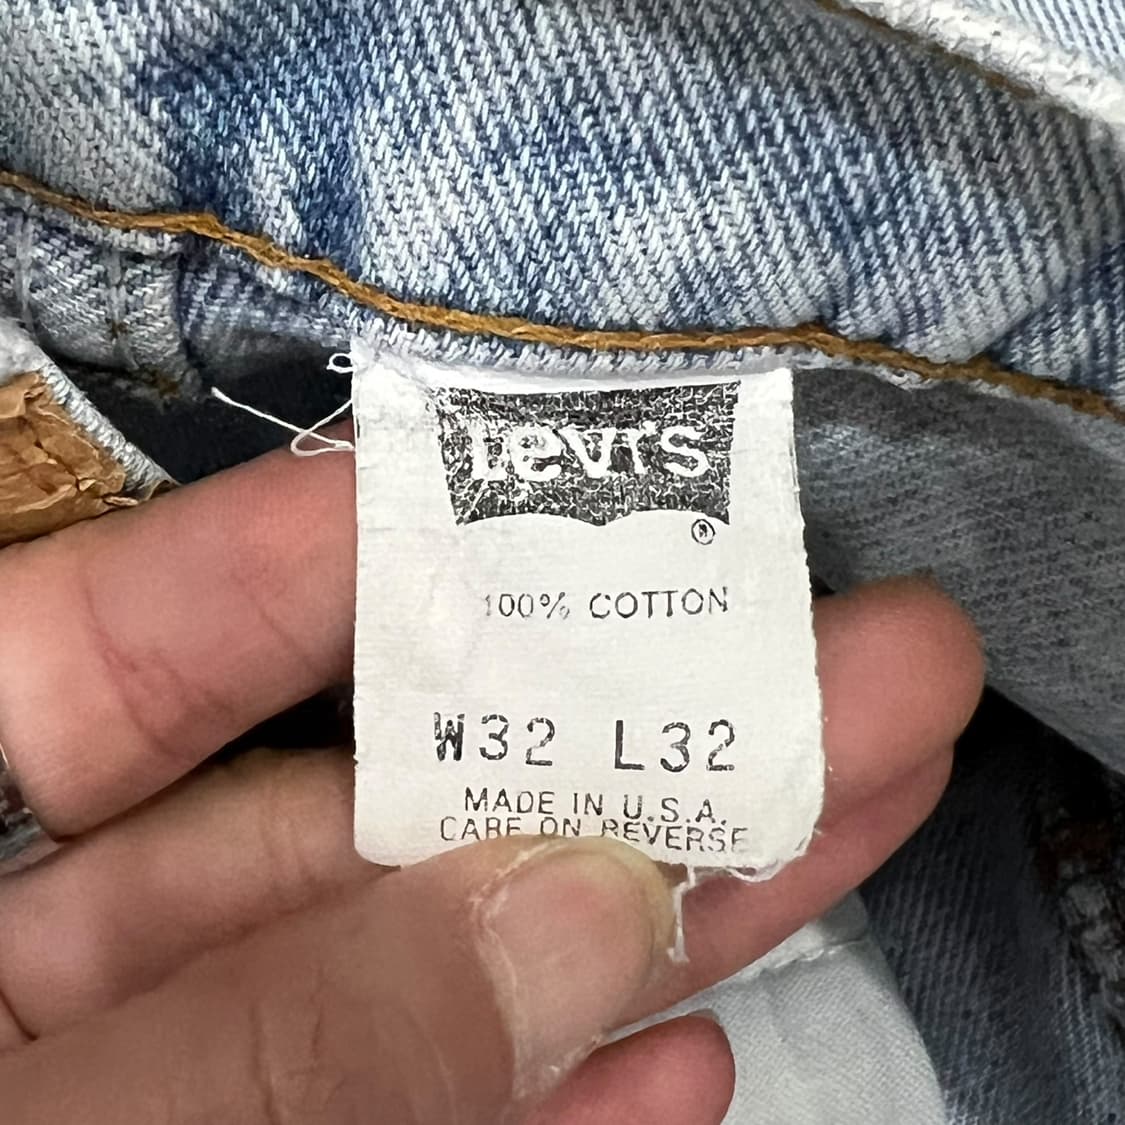 Levi's
®
100% COTTON
W32 L32
MADE IN U.S.A.
CARE ON REVERSE